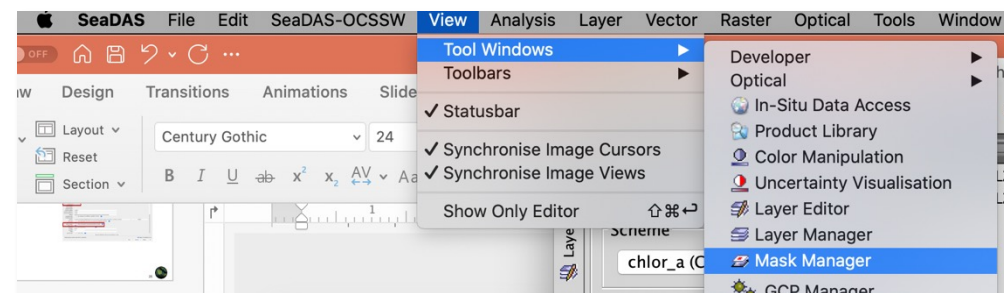 SeaDAS File Edit SeaDAS-OCSSW View Analysis Layer Vector Raster Optical Tools Window
OFF
Tool Windows
Toolbars
Statusbar
Synchronise Image Cursors
Synchronise Image Views
Show Only Editor ⇧⌘↩
Developer
Optical
In-Situ Data Access
Product Library
Color Manipulation
Uncertainty Visualisation
Layer Editor
Layer Manager
Mask Manager
GCP Manager
Design Transitions Animations Slide
Layout
Reset
Section
Century Gothic 24
B I U ab x² x₂ AV Aa
1
Scheme
chlor_a